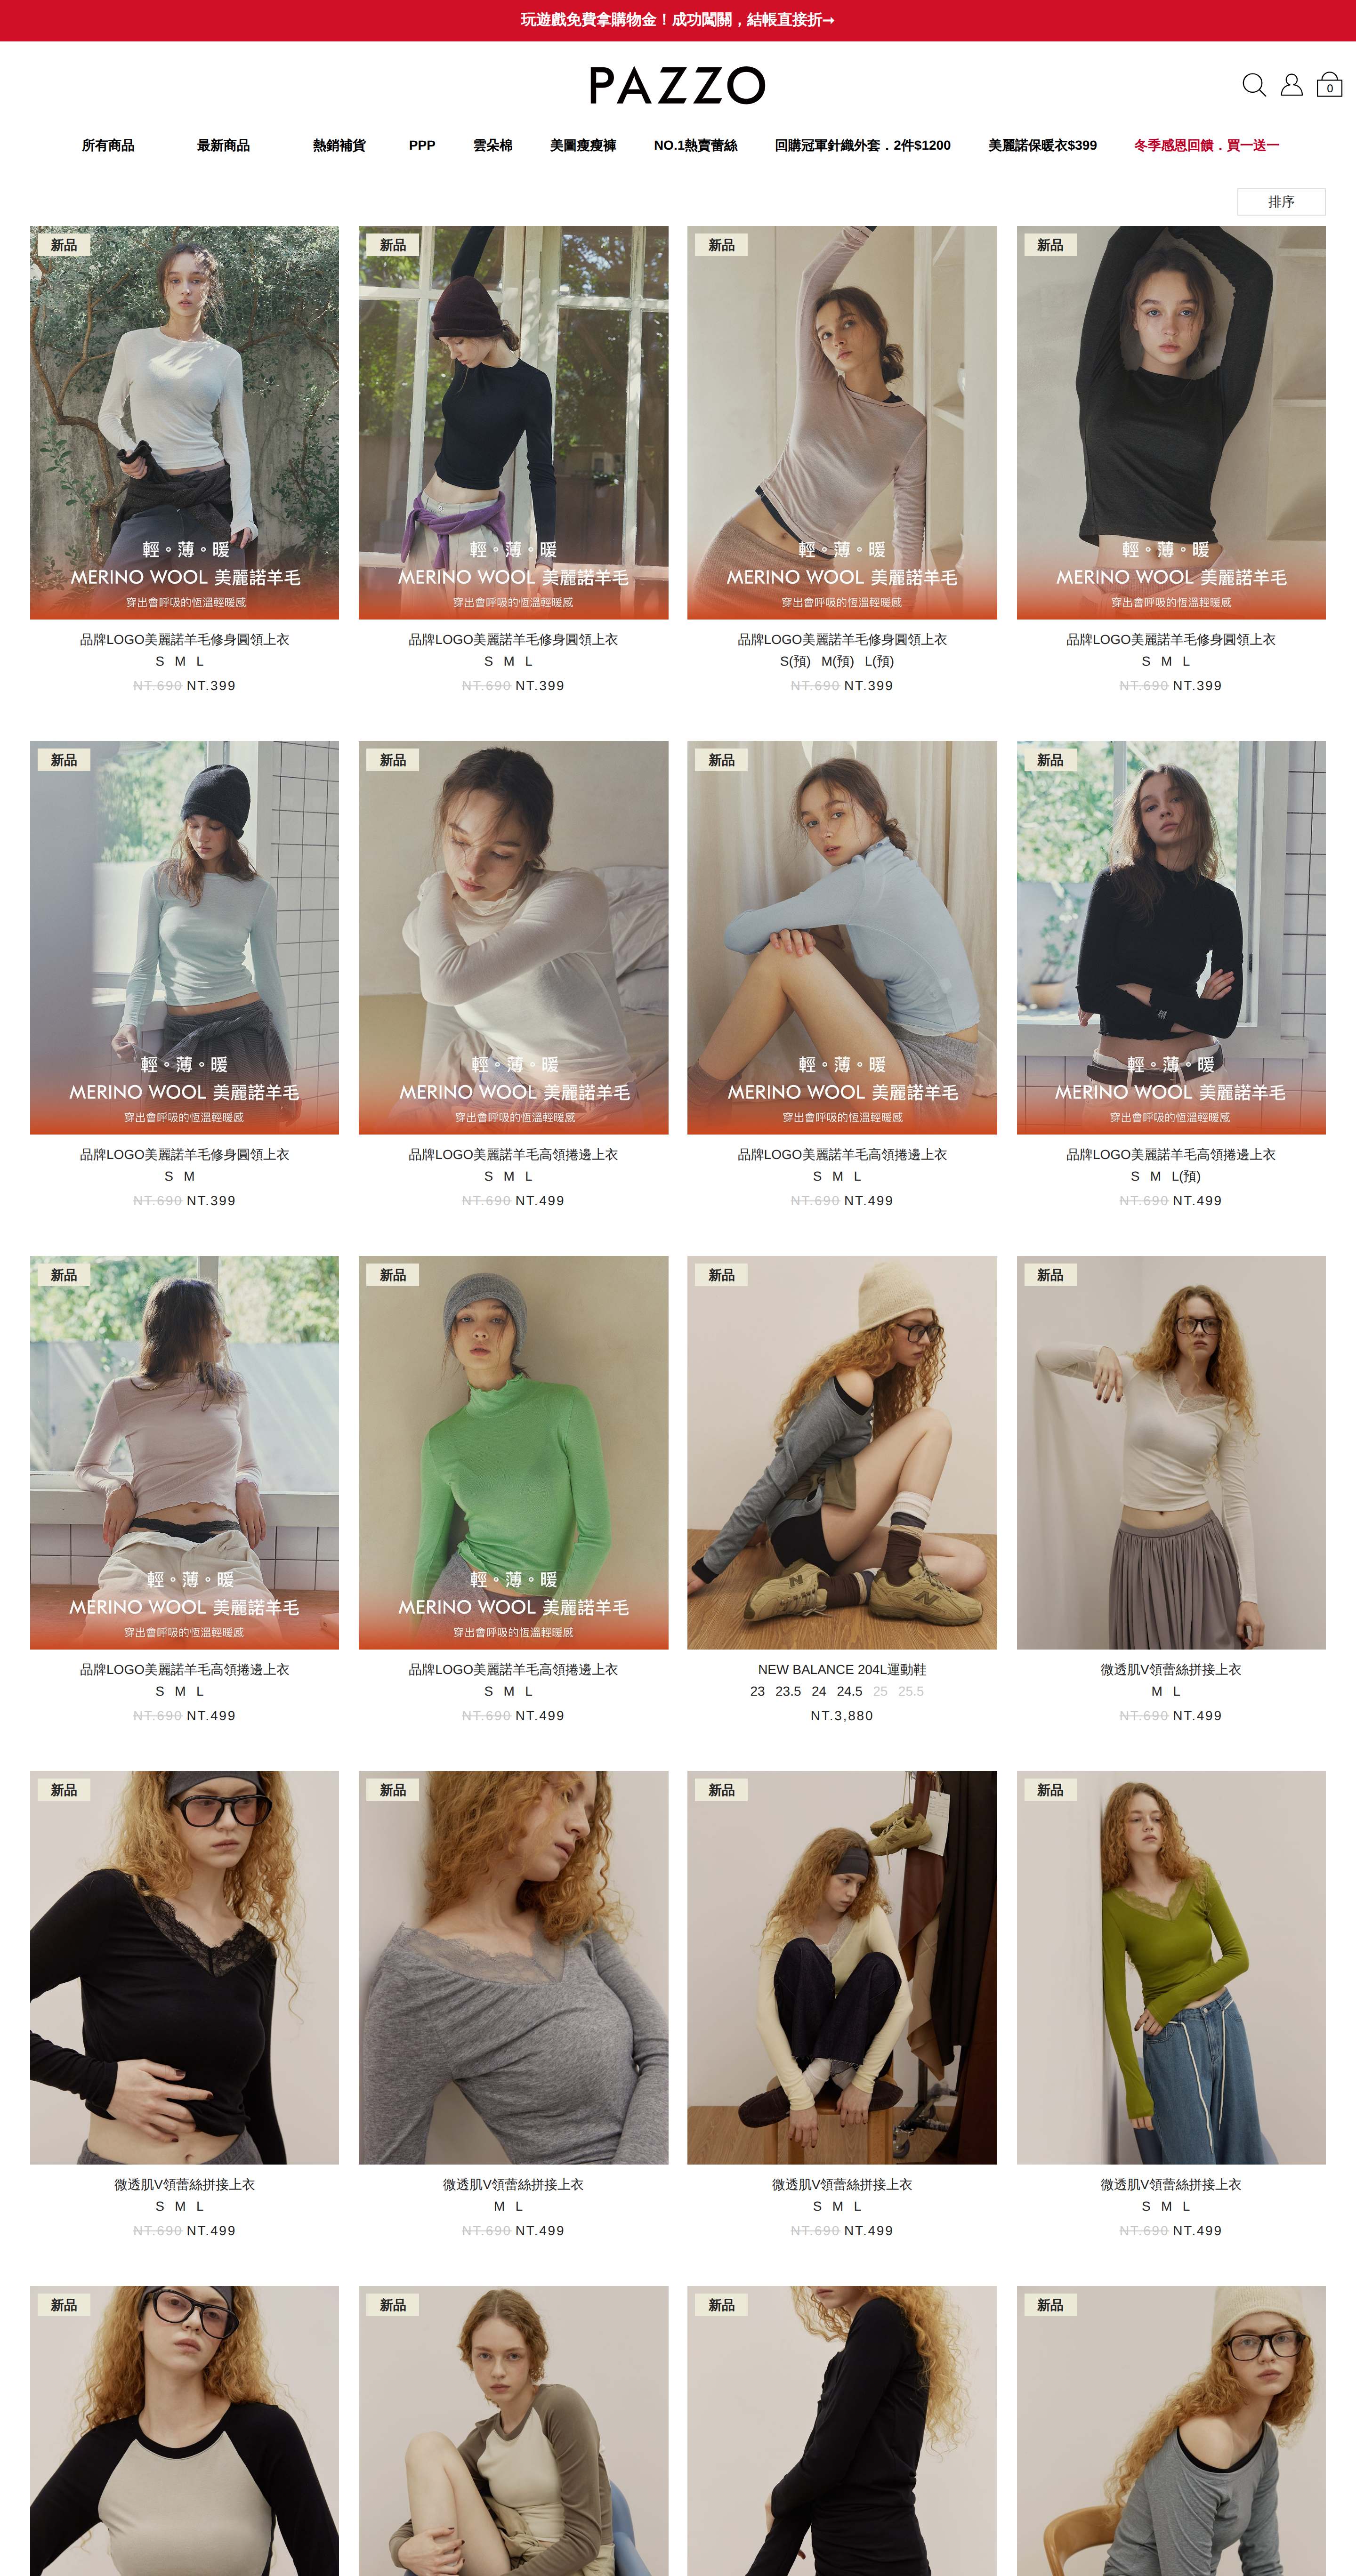 玩遊戲免費拿購物金！成功闖關，結帳直接折➞
PAZZO
0
所有商品 最新商品 熱銷補貨 PPP 雲朵棉 美圖瘦瘦褲 NO.1熱賣蕾絲 回購冠軍針織外套．2件$1200 美麗諾保暖衣$399 冬季感恩回饋．買一送一
排序
新品
輕。薄。暖
MERINO WOOL 美麗諾羊毛
穿出會呼吸的恆溫輕暖感
品牌LOGO美麗諾羊毛修身圓領上衣
S M L
NT.690 NT.399
新品
輕。薄。暖
MERINO WOOL 美麗諾羊毛
穿出會呼吸的恆溫輕暖感
品牌LOGO美麗諾羊毛修身圓領上衣
S M L
NT.690 NT.399
新品
輕。薄。暖
MERINO WOOL 美麗諾羊毛
穿出會呼吸的恆溫輕暖感
品牌LOGO美麗諾羊毛修身圓領上衣
S(預) M(預) L(預)
NT.690 NT.399
新品
輕。薄。暖
MERINO WOOL 美麗諾羊毛
穿出會呼吸的恆溫輕暖感
品牌LOGO美麗諾羊毛修身圓領上衣
S M L
NT.690 NT.399
新品
輕。薄。暖
MERINO WOOL 美麗諾羊毛
穿出會呼吸的恆溫輕暖感
品牌LOGO美麗諾羊毛修身圓領上衣
S M
NT.690 NT.399
新品
輕。薄。暖
MERINO WOOL 美麗諾羊毛
穿出會呼吸的恆溫輕暖感
品牌LOGO美麗諾羊毛高領捲邊上衣
S M L
NT.690 NT.499
新品
輕。薄。暖
MERINO WOOL 美麗諾羊毛
穿出會呼吸的恆溫輕暖感
品牌LOGO美麗諾羊毛高領捲邊上衣
S M L
NT.690 NT.499
新品
輕。薄。暖
MERINO WOOL 美麗諾羊毛
穿出會呼吸的恆溫輕暖感
品牌LOGO美麗諾羊毛高領捲邊上衣
S M L(預)
NT.690 NT.499
新品
輕。薄。暖
MERINO WOOL 美麗諾羊毛
穿出會呼吸的恆溫輕暖感
品牌LOGO美麗諾羊毛高領捲邊上衣
S M L
NT.690 NT.499
新品
輕。薄。暖
MERINO WOOL 美麗諾羊毛
穿出會呼吸的恆溫輕暖感
品牌LOGO美麗諾羊毛高領捲邊上衣
S M L
NT.690 NT.499
新品
NEW BALANCE 204L運動鞋
23 23.5 24 24.5 25 25.5
NT.3,880
新品
微透肌V領蕾絲拼接上衣
M L
NT.690 NT.499
新品
微透肌V領蕾絲拼接上衣
S M L
NT.690 NT.499
新品
微透肌V領蕾絲拼接上衣
M L
NT.690 NT.499
新品
微透肌V領蕾絲拼接上衣
S M L
NT.690 NT.499
新品
微透肌V領蕾絲拼接上衣
S M L
NT.690 NT.499
新品
新品
新品
新品